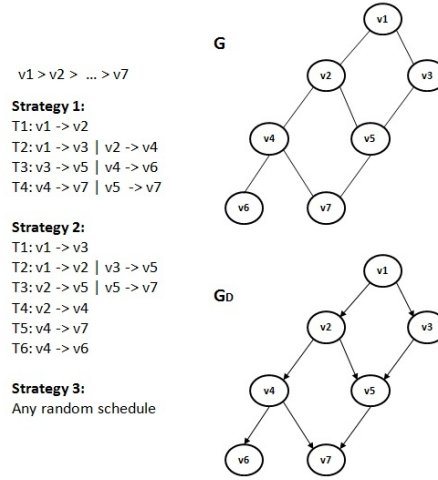 v1 > v2 > ... > v7
Strategy 1:
T1: v1 -> v2
T2: v1 -> v3 | v2 -> v4
T3: v3 -> v5 | v4 -> v6
T4: v4 -> v7 | v5 -> v7
Strategy 2:
T1: v1 -> v3
T2: v1 -> v2 | v3 -> v5
T3: v2 -> v5 | v5 -> v7
T4: v2 -> v4
T5: v4 -> v7
T6: v4 -> v6
Strategy 3:
Any random schedule
G
v1
v2
v3
v4
v5
v6
v7
GD
v1
v2
v3
v4
v5
v6
v7